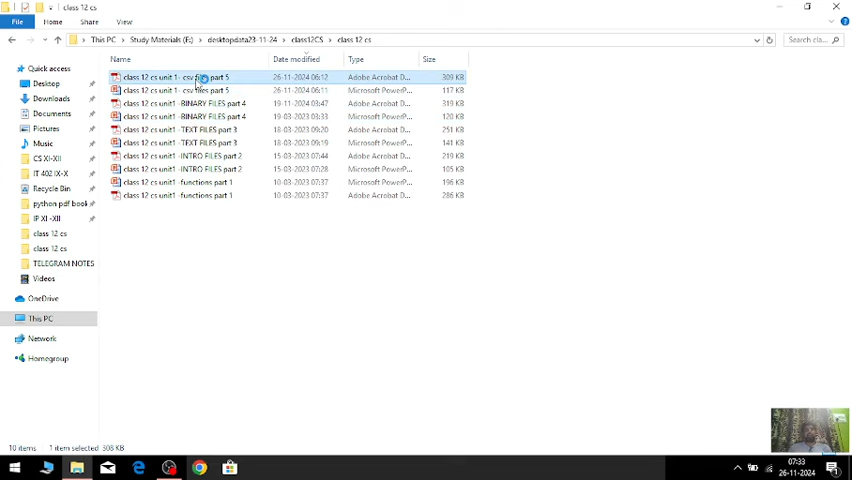 class 12 cs
File Home Share View
This PC Study Materials (F:) desktopdata23-11-24 class12CS class 12 cs Search clas...
Name Date modified Type Size
class 12 cs unit 1- csv files part 5 26-11-2024 06:12 Adobe Acrobat D... 309 KB
class 12 cs unit 1- csv files part 5 26-11-2024 06:11 Microsoft PowerP... 117 KB
class 12 cs unit1 -BINARY FILES part 4 19-11-2024 03:47 Adobe Acrobat D... 319 KB
class 12 cs unit1 -BINARY FILES part 4 19-03-2023 03:33 Microsoft PowerP... 120 KB
class 12 cs unit1 -TEXT FILES part 3 18-03-2023 09:20 Adobe Acrobat D... 251 KB
class 12 cs unit1 -TEXT FILES part 3 18-03-2023 09:19 Microsoft PowerP... 141 KB
class 12 cs unit1 -INTRO FILES part 2 15-03-2023 07:44 Adobe Acrobat D... 219 KB
class 12 cs unit1 -INTRO FILES part 2 15-03-2023 07:28 Microsoft PowerP... 105 KB
class 12 cs unit1 -functions part 1 10-03-2023 07:37 Microsoft PowerP... 196 KB
class 12 cs unit1 -functions part 1 10-03-2023 07:37 Adobe Acrobat D... 286 KB
Quick access
Desktop
Downloads
Documents
Pictures
Music
CS XI-XII
IT 402 IX-X
Recycle Bin
python pdf book
IP XI -XII
class 12 cs
class 12 cs
TELEGRAM NOTES
Videos
OneDrive
This PC
Network
Homegroup
10 items 1 item selected 308 KB
07:33
26-11-2024